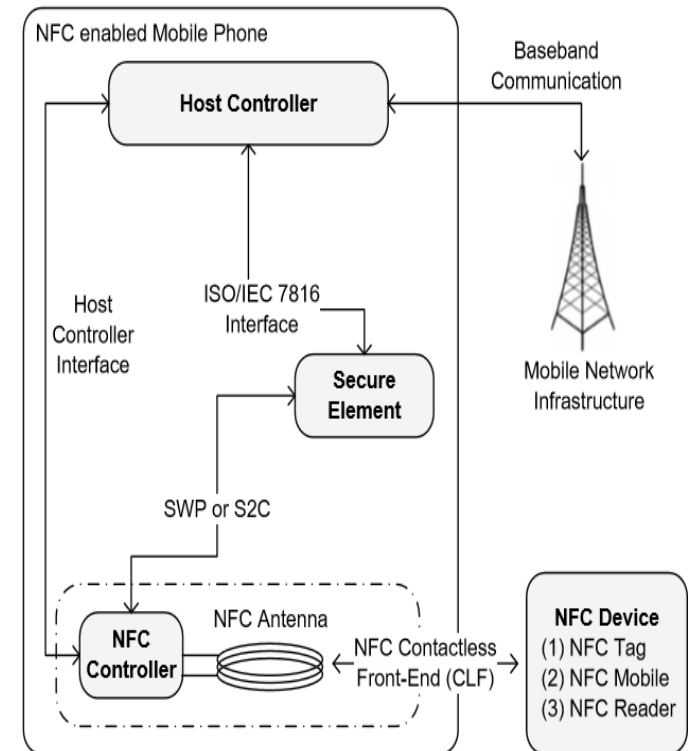 NFC enabled Mobile Phone
Host Controller
Baseband
Communication
Host
Controller
Interface
ISO/IEC 7816
Interface
Secure
Element
Mobile Network
Infrastructure
SWP or S2C
NFC
Controller
NFC Antenna
NFC Contactless
Front-End (CLF)
NFC Device
(1) NFC Tag
(2) NFC Mobile
(3) NFC Reader